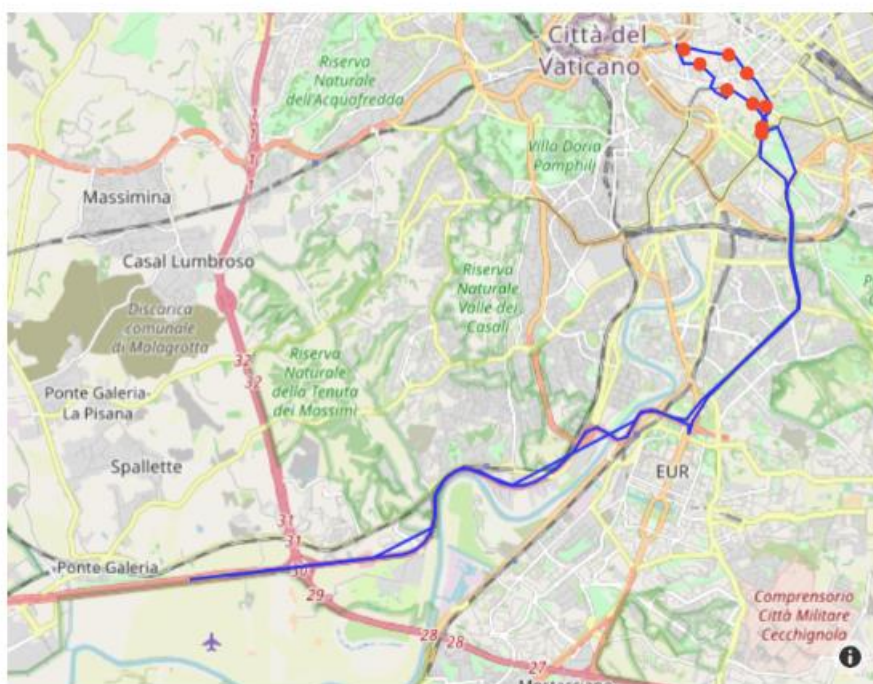 Città del
Vaticano
Riserva
Naturale
dell'Acquafredda
Villa Doria
Pamphilj
Massimina
Casal Lumbroso
Discarica
comunale
di Malagrotta
Riserva
Naturale
Valle dei
Casali
32
32
Riserva
Naturale
della Tenuta
dei Massimi
Ponte Galeria-
La Pisana
Spallette
EUR
31
31
30
Ponte Galeria
29
28
28
27
Comprensorio
Città Militare
Cecchignola